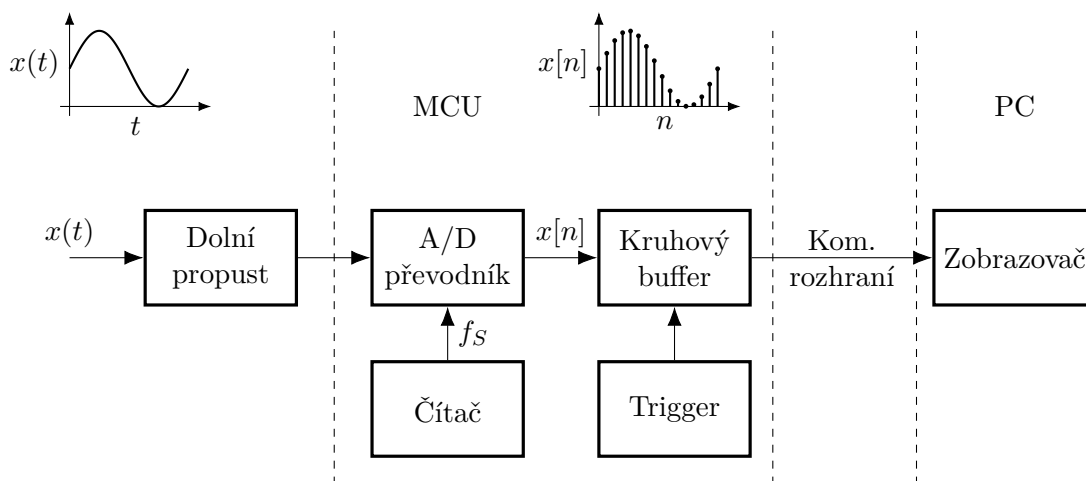 x(t)
t
MCU
x[n]
n
PC
x(t)
Dolní
propust
A/D
převodník
x[n]
Kruhový
buffer
Kom.
rozhraní
Zobrazovač
f_S
Čítač
Trigger